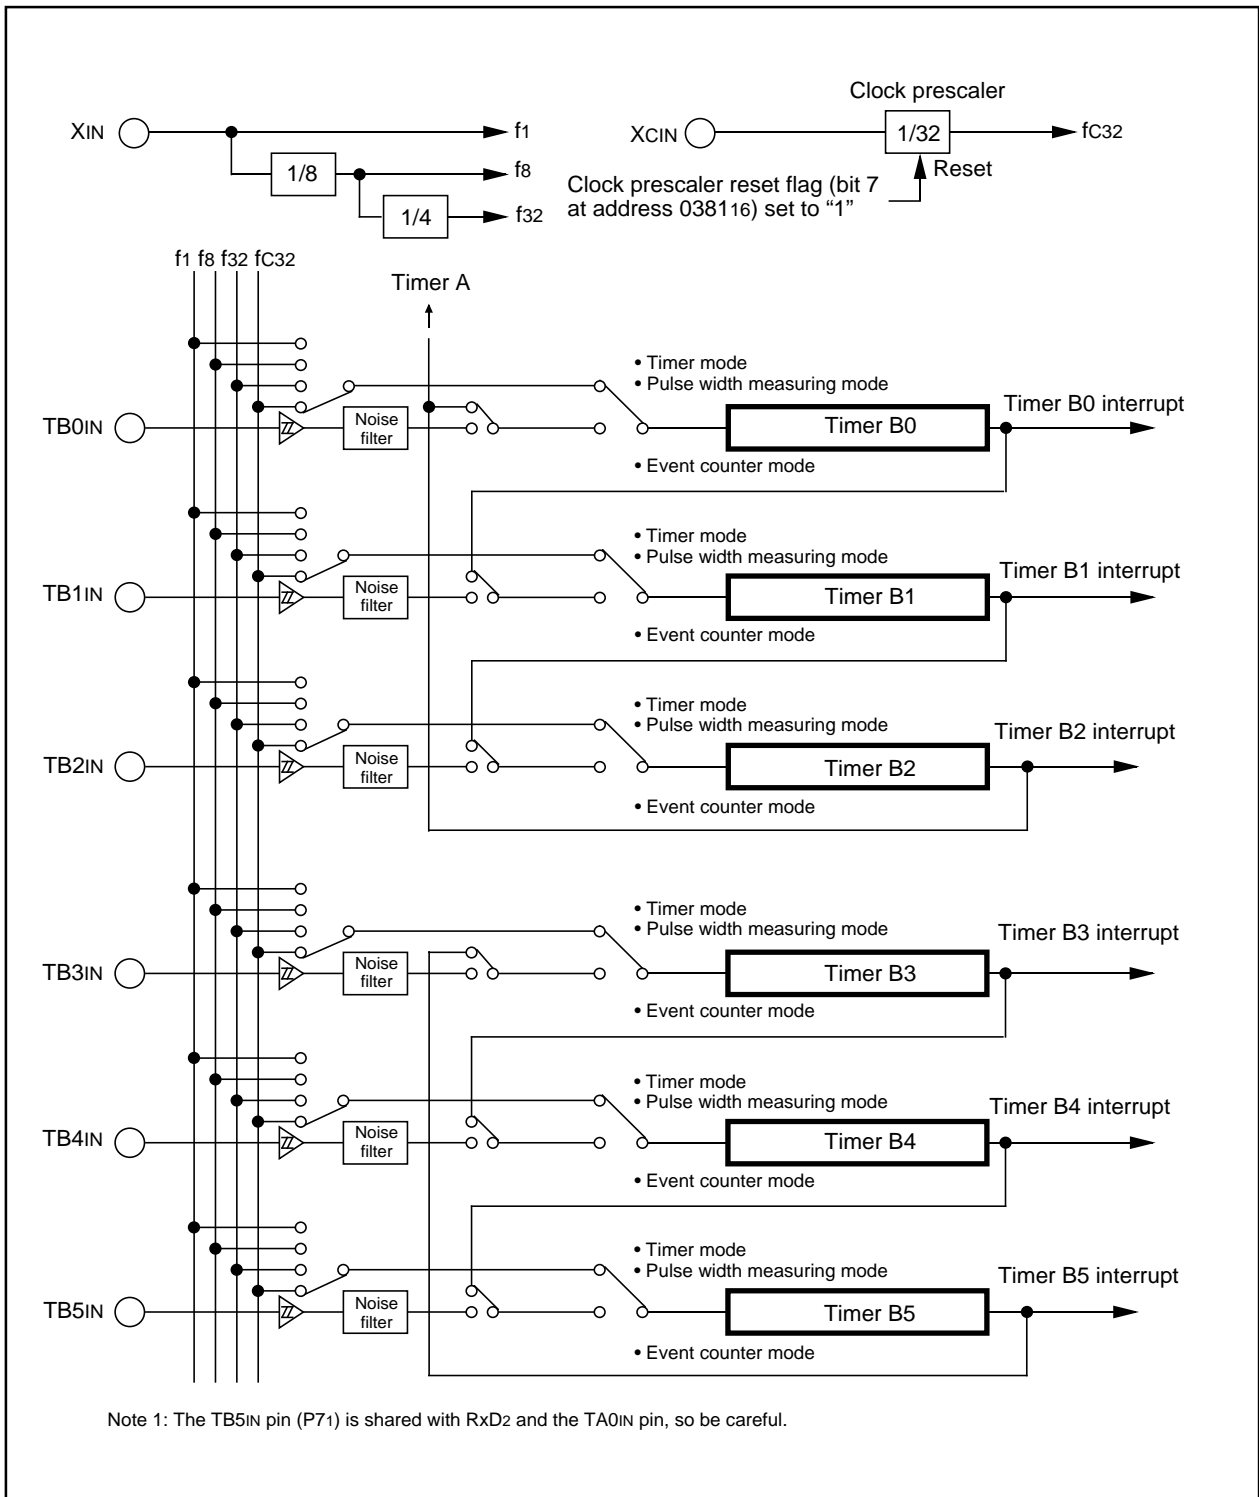 Clock prescaler
XIN
f1
XCIN
1/32
fC32
1/8
f8
Reset
Clock prescaler reset flag (bit 7
at address 038116) set to “1”
1/4
f32
f1 f8 f32 fC32
Timer A
• Timer mode
• Pulse width measuring mode
TB0IN
Noise
filter
Timer B0
Timer B0 interrupt
• Event counter mode
• Timer mode
• Pulse width measuring mode
TB1IN
Noise
filter
Timer B1
Timer B1 interrupt
• Event counter mode
• Timer mode
• Pulse width measuring mode
TB2IN
Noise
filter
Timer B2
Timer B2 interrupt
• Event counter mode
• Timer mode
• Pulse width measuring mode
TB3IN
Noise
filter
Timer B3
Timer B3 interrupt
• Event counter mode
• Timer mode
• Pulse width measuring mode
TB4IN
Noise
filter
Timer B4
Timer B4 interrupt
• Event counter mode
• Timer mode
• Pulse width measuring mode
TB5IN
Noise
filter
Timer B5
Timer B5 interrupt
• Event counter mode
Note 1: The TB5IN pin (P71) is shared with RxD2 and the TA0IN pin, so be careful.